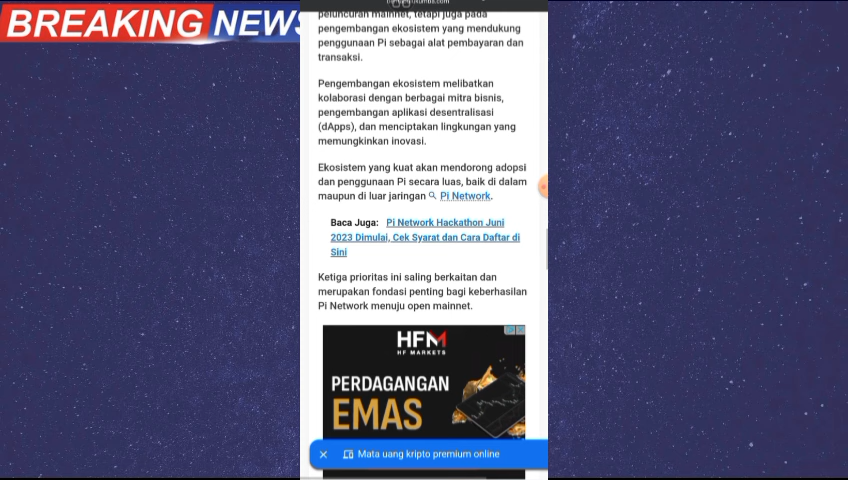 BREAKING NEWS
peluncuran mainnet, tetapi juga pada
pengembangan ekosistem yang mendukung
penggunaan Pi sebagai alat pembayaran dan
transaksi.
Pengembangan ekosistem melibatkan
kolaborasi dengan berbagai mitra bisnis,
pengembangan aplikasi desentralisasi
(dApps), dan menciptakan lingkungan yang
memungkinkan inovasi.
Ekosistem yang kuat akan mendorong adopsi
dan penggunaan Pi secara luas, baik di dalam
maupun di luar jaringan Pi Network.
Baca Juga: Pi Network Hackathon Juni
2023 Dimulai, Cek Syarat dan Cara Daftar di
Sini
Ketiga prioritas ini saling berkaitan dan
merupakan fondasi penting bagi keberhasilan
Pi Network menuju open mainnet.
HFM
HF MARKETS
PERDAGANGAN
EMAS
Mata uang kripto premium online